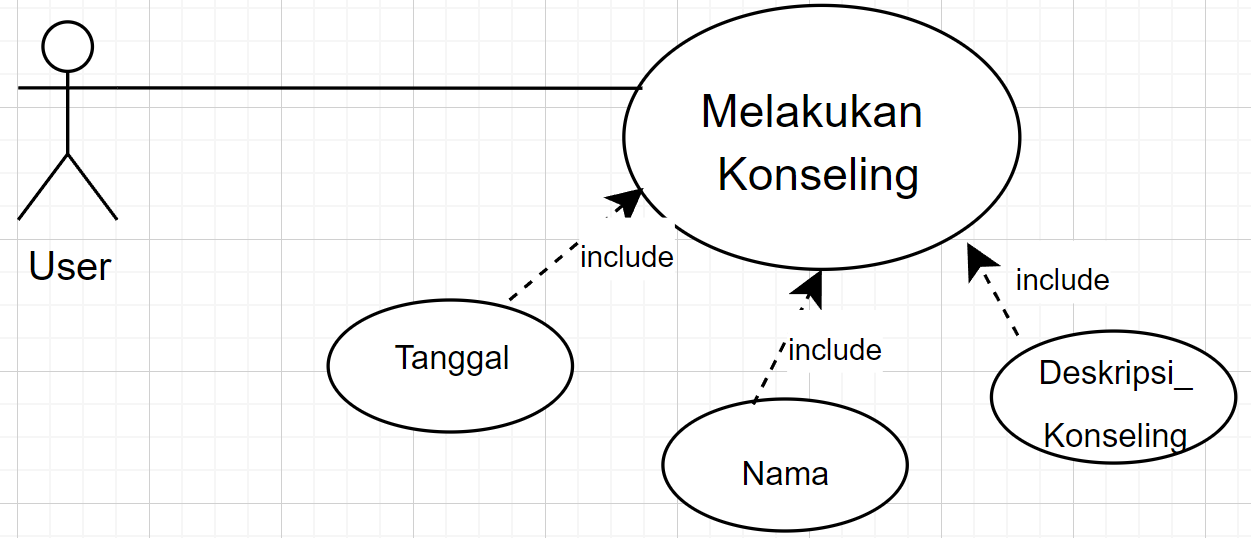 Melakukan
Konseling
User
include
include
include
Tanggal
Nama
Deskripsi_
Konseling